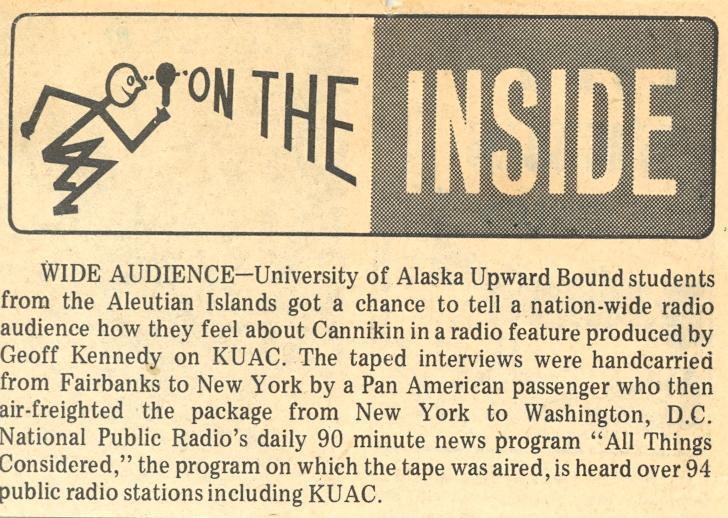 ON THE INSIDE
WIDE AUDIENCE—University of Alaska Upward Bound students
from the Aleutian Islands got a chance to tell a nation-wide radio
audience how they feel about Cannikin in a radio feature produced by
Geoff Kennedy on KUAC. The taped interviews were handcarried
from Fairbanks to New York by a Pan American passenger who then
air-freighted the package from New York to Washington, D.C.
National Public Radio's daily 90 minute news program “All Things
Considered,” the program on which the tape was aired, is heard over 94
public radio stations including KUAC.